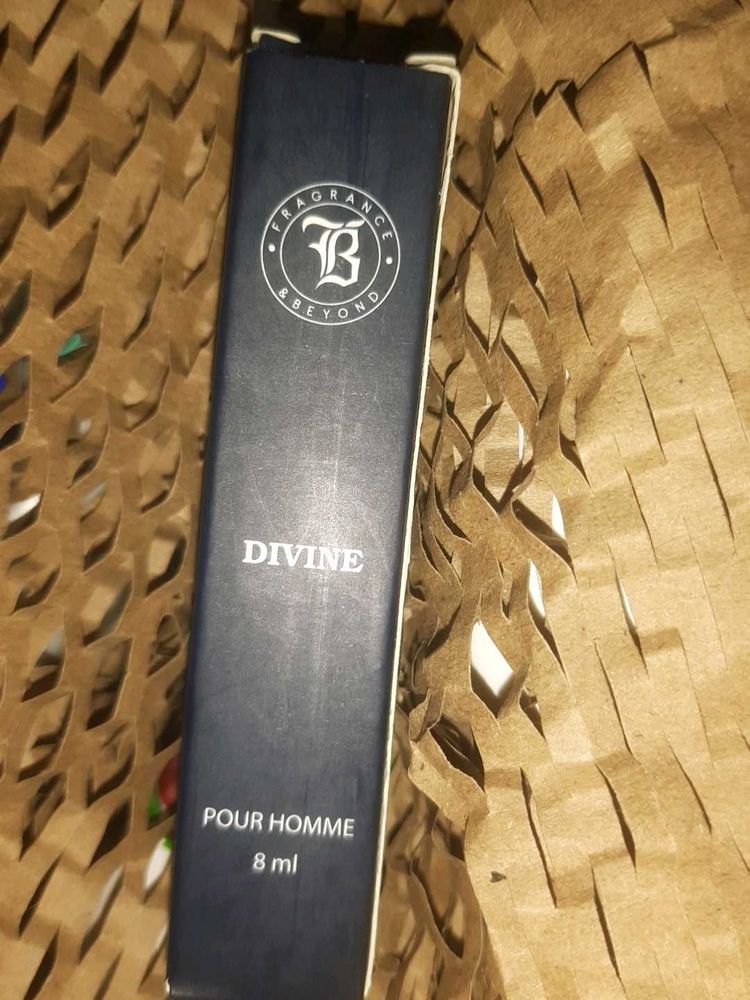 FRAGRANCE
B
& BEYOND
DIVINE
POUR HOMME
8 ml